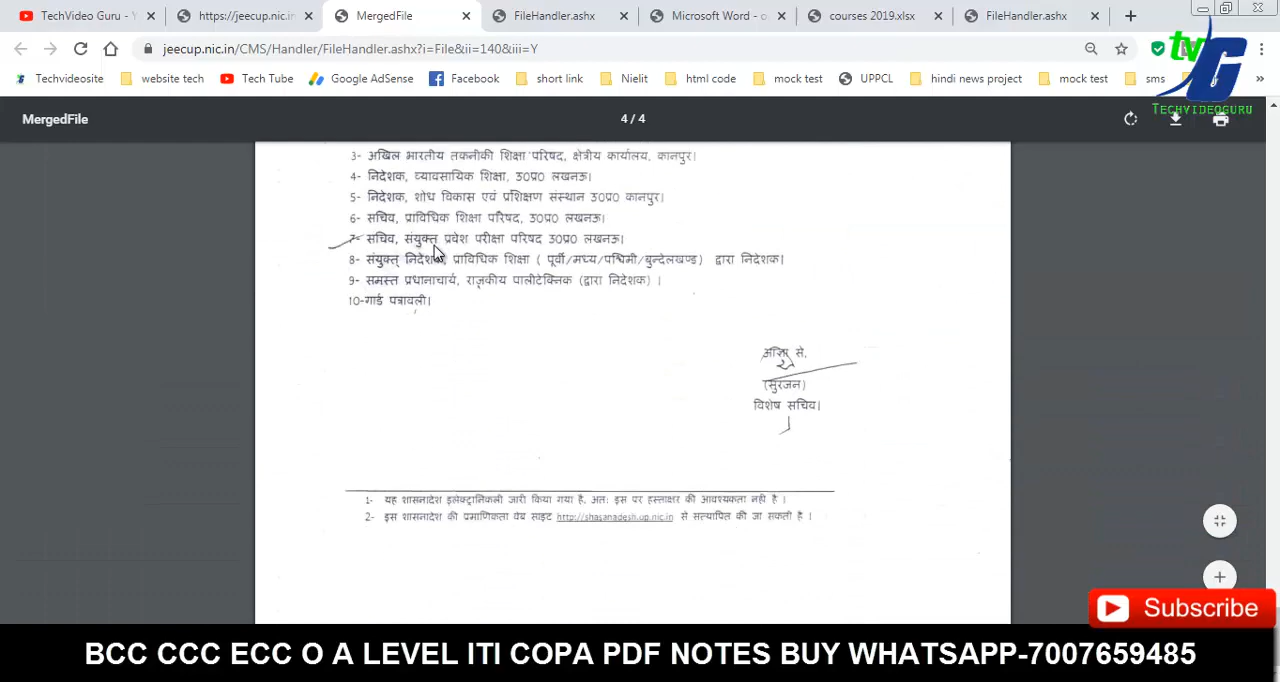 TechVideo Guru - Y
https://jeecup.nic.in
MergedFile
FileHandler.ashx
Microsoft Word - o
courses 2019.xlsx
FileHandler.ashx
jeecup.nic.in/CMS/Handler/FileHandler.ashx?i=File&ii=140&iii=Y
Techvideosite
website tech
Tech Tube
Google AdSense
Facebook
short link
Nielit
html code
mock test
UPPCL
hindi news project
mock test
sms
tv G
TECHVIDEOGURU
MergedFile
4 / 4
3- अखिल भारतीय तकनीकी शिक्षा परिषद, क्षेत्रीय कार्यालय, कानपुर।
4- निदेशक, व्यावसायिक शिक्षा, उ0प्र0 लखनऊ।
5- निदेशक, शोध विकास एवं प्रशिक्षण संस्थान उ0प्र0 कानपुर।
6- सचिव, प्राविधिक शिक्षा परिषद, उ0प्र0 लखनऊ।
7- सचिव, संयुक्त प्रवेश परीक्षा परिषद उ0प्र0 लखनऊ।
8- संयुक्त् निदेशक प्राविधिक शिक्षा ( पूर्वी/मध्य/पश्चिमी/बुन्देलखण्ड) द्वारा निदेशक।
9- समस्त प्रधानाचार्य, राजकीय पालीटेक्निक (द्वारा निदेशक) ।
10-गार्ड पत्रावली।
आज्ञा से,
(सुरजन)
विशेष सचिव।
1- यह शासनादेश इलेक्ट्रानिकली जारी किया गया है, अत: इस पर हस्ताक्षर की आवश्यकता नही है ।
2- इस शासनादेश की प्रमाणिकता वेब साइट http://shasanadesh.up.nic.in से सत्यापित की जा सकती है ।
Subscribe
BCC CCC ECC O A LEVEL ITI COPA PDF NOTES BUY WHATSAPP-7007659485